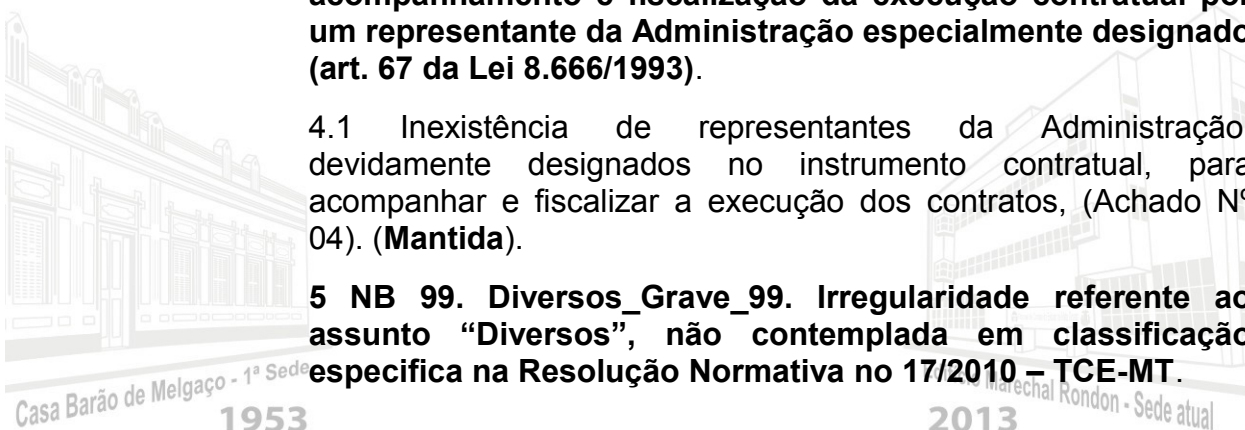 acompanhamento e fiscalização da execução contratual por
um representante da Administração especialmente designado
(art. 67 da Lei 8.666/1993).
4.1 Inexistência de representantes da Administração
devidamente designados no instrumento contratual, para
acompanhar e fiscalizar a execução dos contratos, (Achado Nº
04). (Mantida).
5 NB 99. Diversos_Grave_99. Irregularidade referente ao
assunto “Diversos”, não contemplada em classificação
especifica na Resolução Normativa no 17/2010 – TCE-MT.
Casa Barão de Melgaço - 1ª Sede
1953
Marechal Rondon - Sede atual
2013